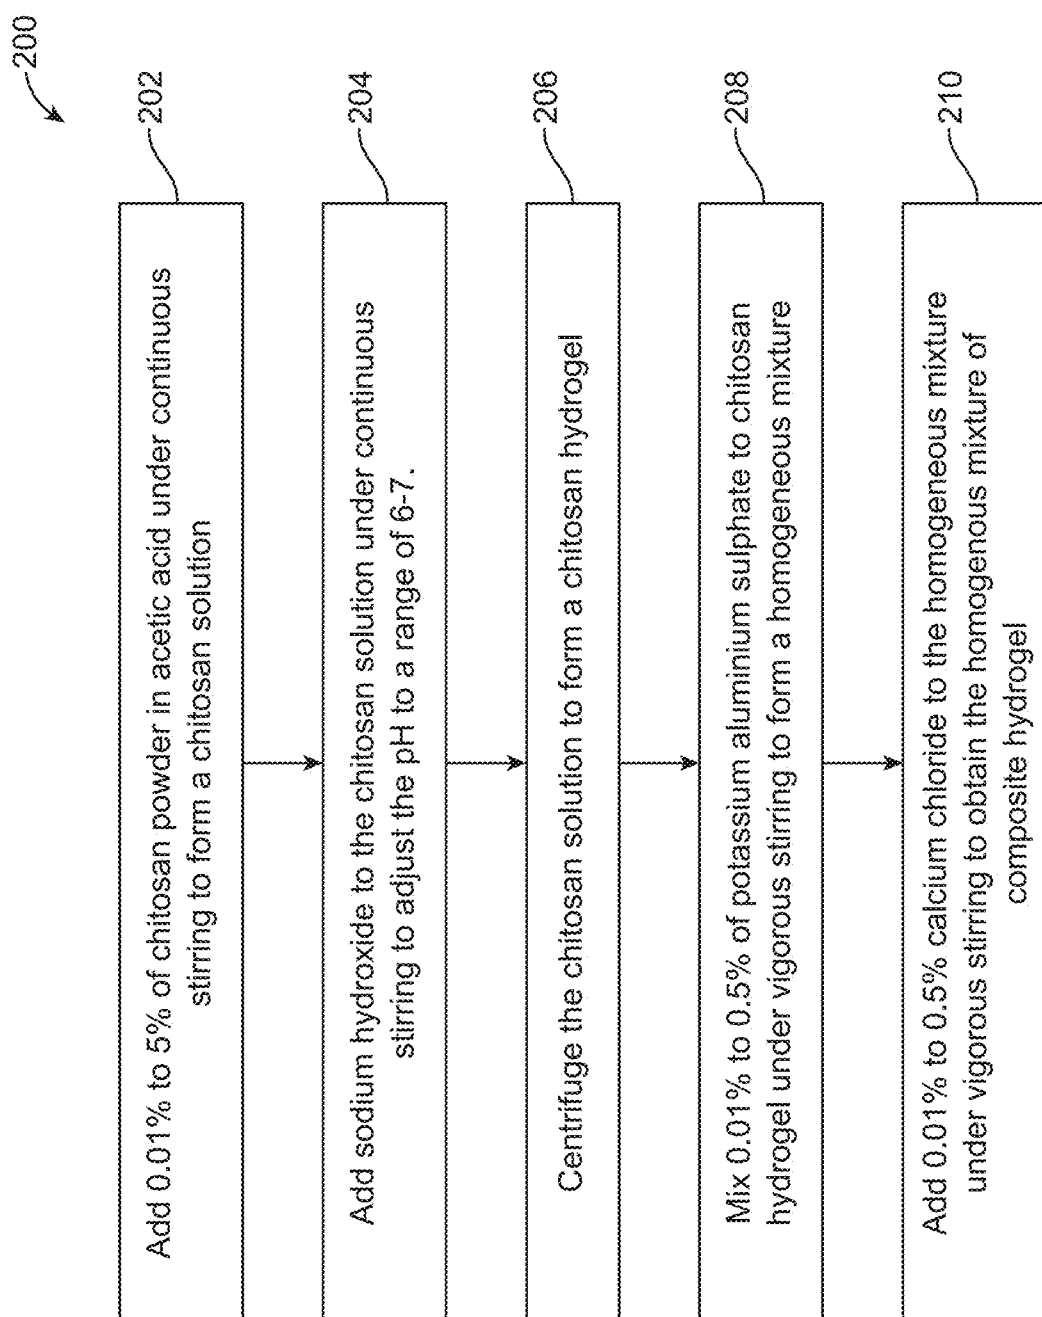 200
202
Add 0.01% to 5% of chitosan powder in acetic acid under continuous
stirring to form a chitosan solution
204
Add sodium hydroxide to the chitosan solution under continuous
stirring to adjust the pH to a range of 6-7.
206
Centrifuge the chitosan solution to form a chitosan hydrogel
208
Mix 0.01% to 0.5% of potassium aluminium sulphate to chitosan
hydrogel under vigorous stirring to form a homogeneous mixture
210
Add 0.01% to 0.5% calcium chloride to the homogeneous mixture
under vigorous stirring to obtain the homogenous mixture of
composite hydrogel